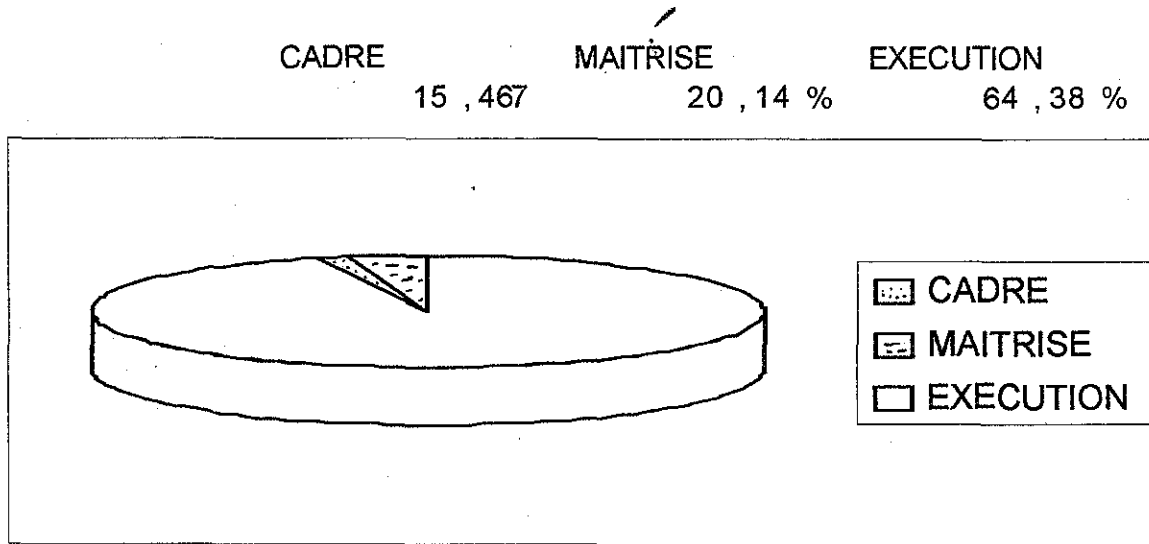 CADRE MAITRISE EXECUTION
15 ,467 20 ,14 % 64 ,38 %
CADRE
MAITRISE
EXECUTION